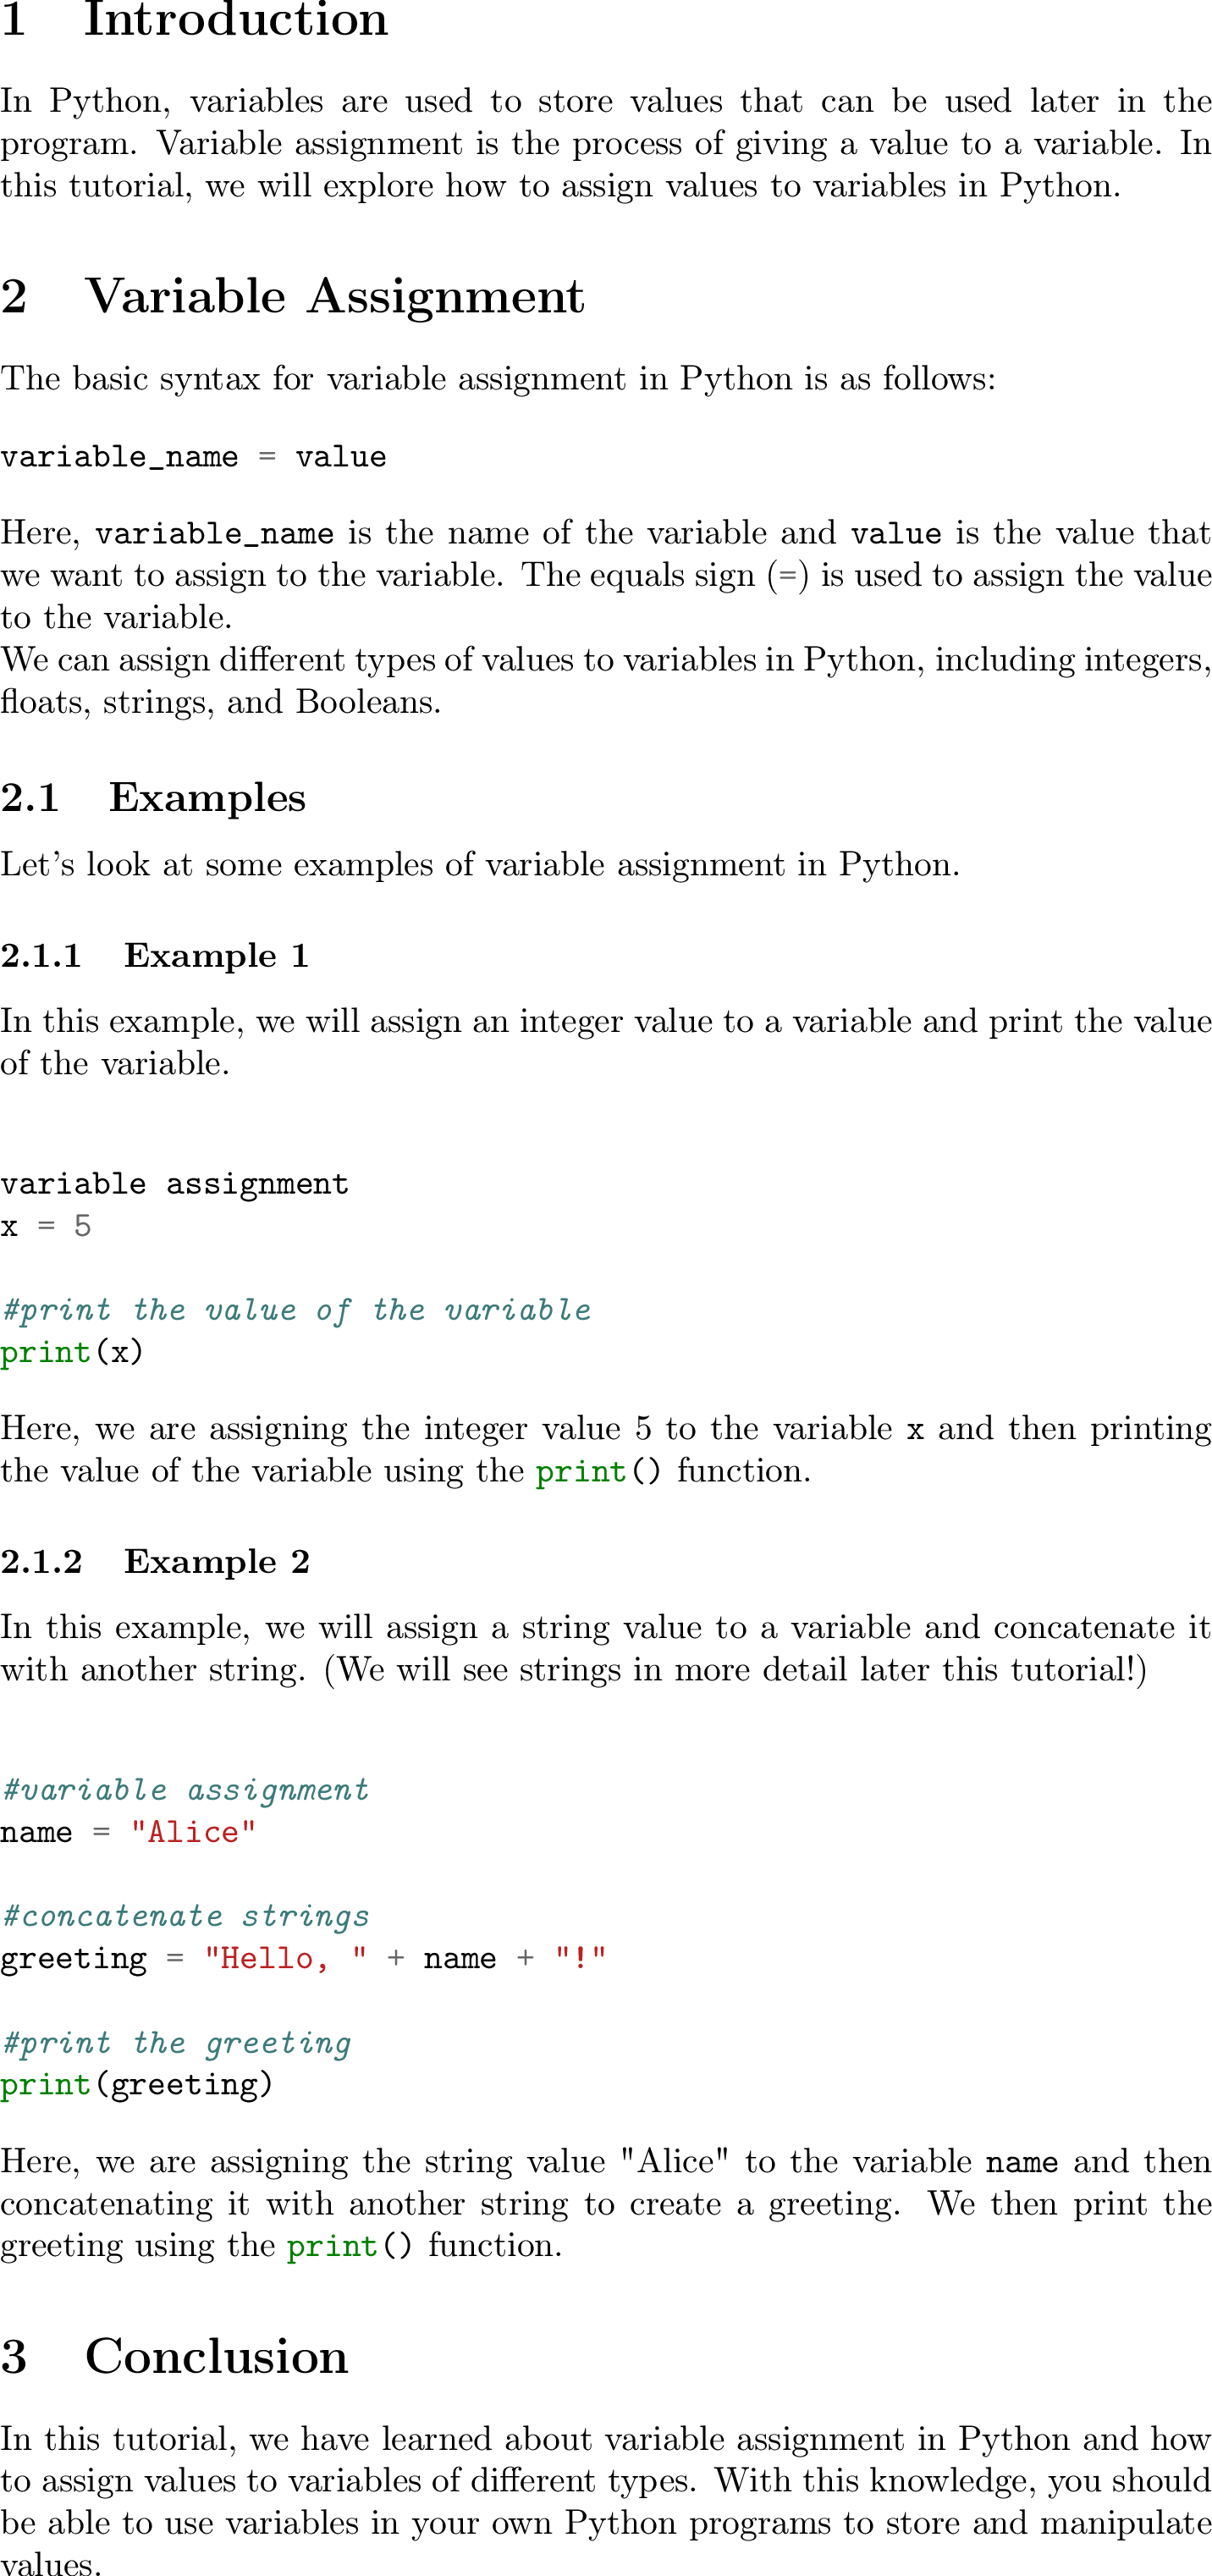 1 Introduction
In Python, variables are used to store values that can be used later in the
program. Variable assignment is the process of giving a value to a variable. In
this tutorial, we will explore how to assign values to variables in Python.
2 Variable Assignment
The basic syntax for variable assignment in Python is as follows:
variable_name = value
Here, variable_name is the name of the variable and value is the value that
we want to assign to the variable. The equals sign (=) is used to assign the value
to the variable.
We can assign different types of values to variables in Python, including integers,
floats, strings, and Booleans.
2.1 Examples
Let's look at some examples of variable assignment in Python.
2.1.1 Example 1
In this example, we will assign an integer value to a variable and print the value
of the variable.
variable assignment
x = 5
#print the value of the variable
print(x)
Here, we are assigning the integer value 5 to the variable x and then printing
the value of the variable using the print() function.
2.1.2 Example 2
In this example, we will assign a string value to a variable and concatenate it
with another string. (We will see strings in more detail later this tutorial!)
#variable assignment
name = "Alice"
#concatenate strings
greeting = "Hello, " + name + "!"
#print the greeting
print(greeting)
Here, we are assigning the string value "Alice" to the variable name and then
concatenating it with another string to create a greeting. We then print the
greeting using the print() function.
3 Conclusion
In this tutorial, we have learned about variable assignment in Python and how
to assign values to variables of different types. With this knowledge, you should
be able to use variables in your own Python programs to store and manipulate
values.